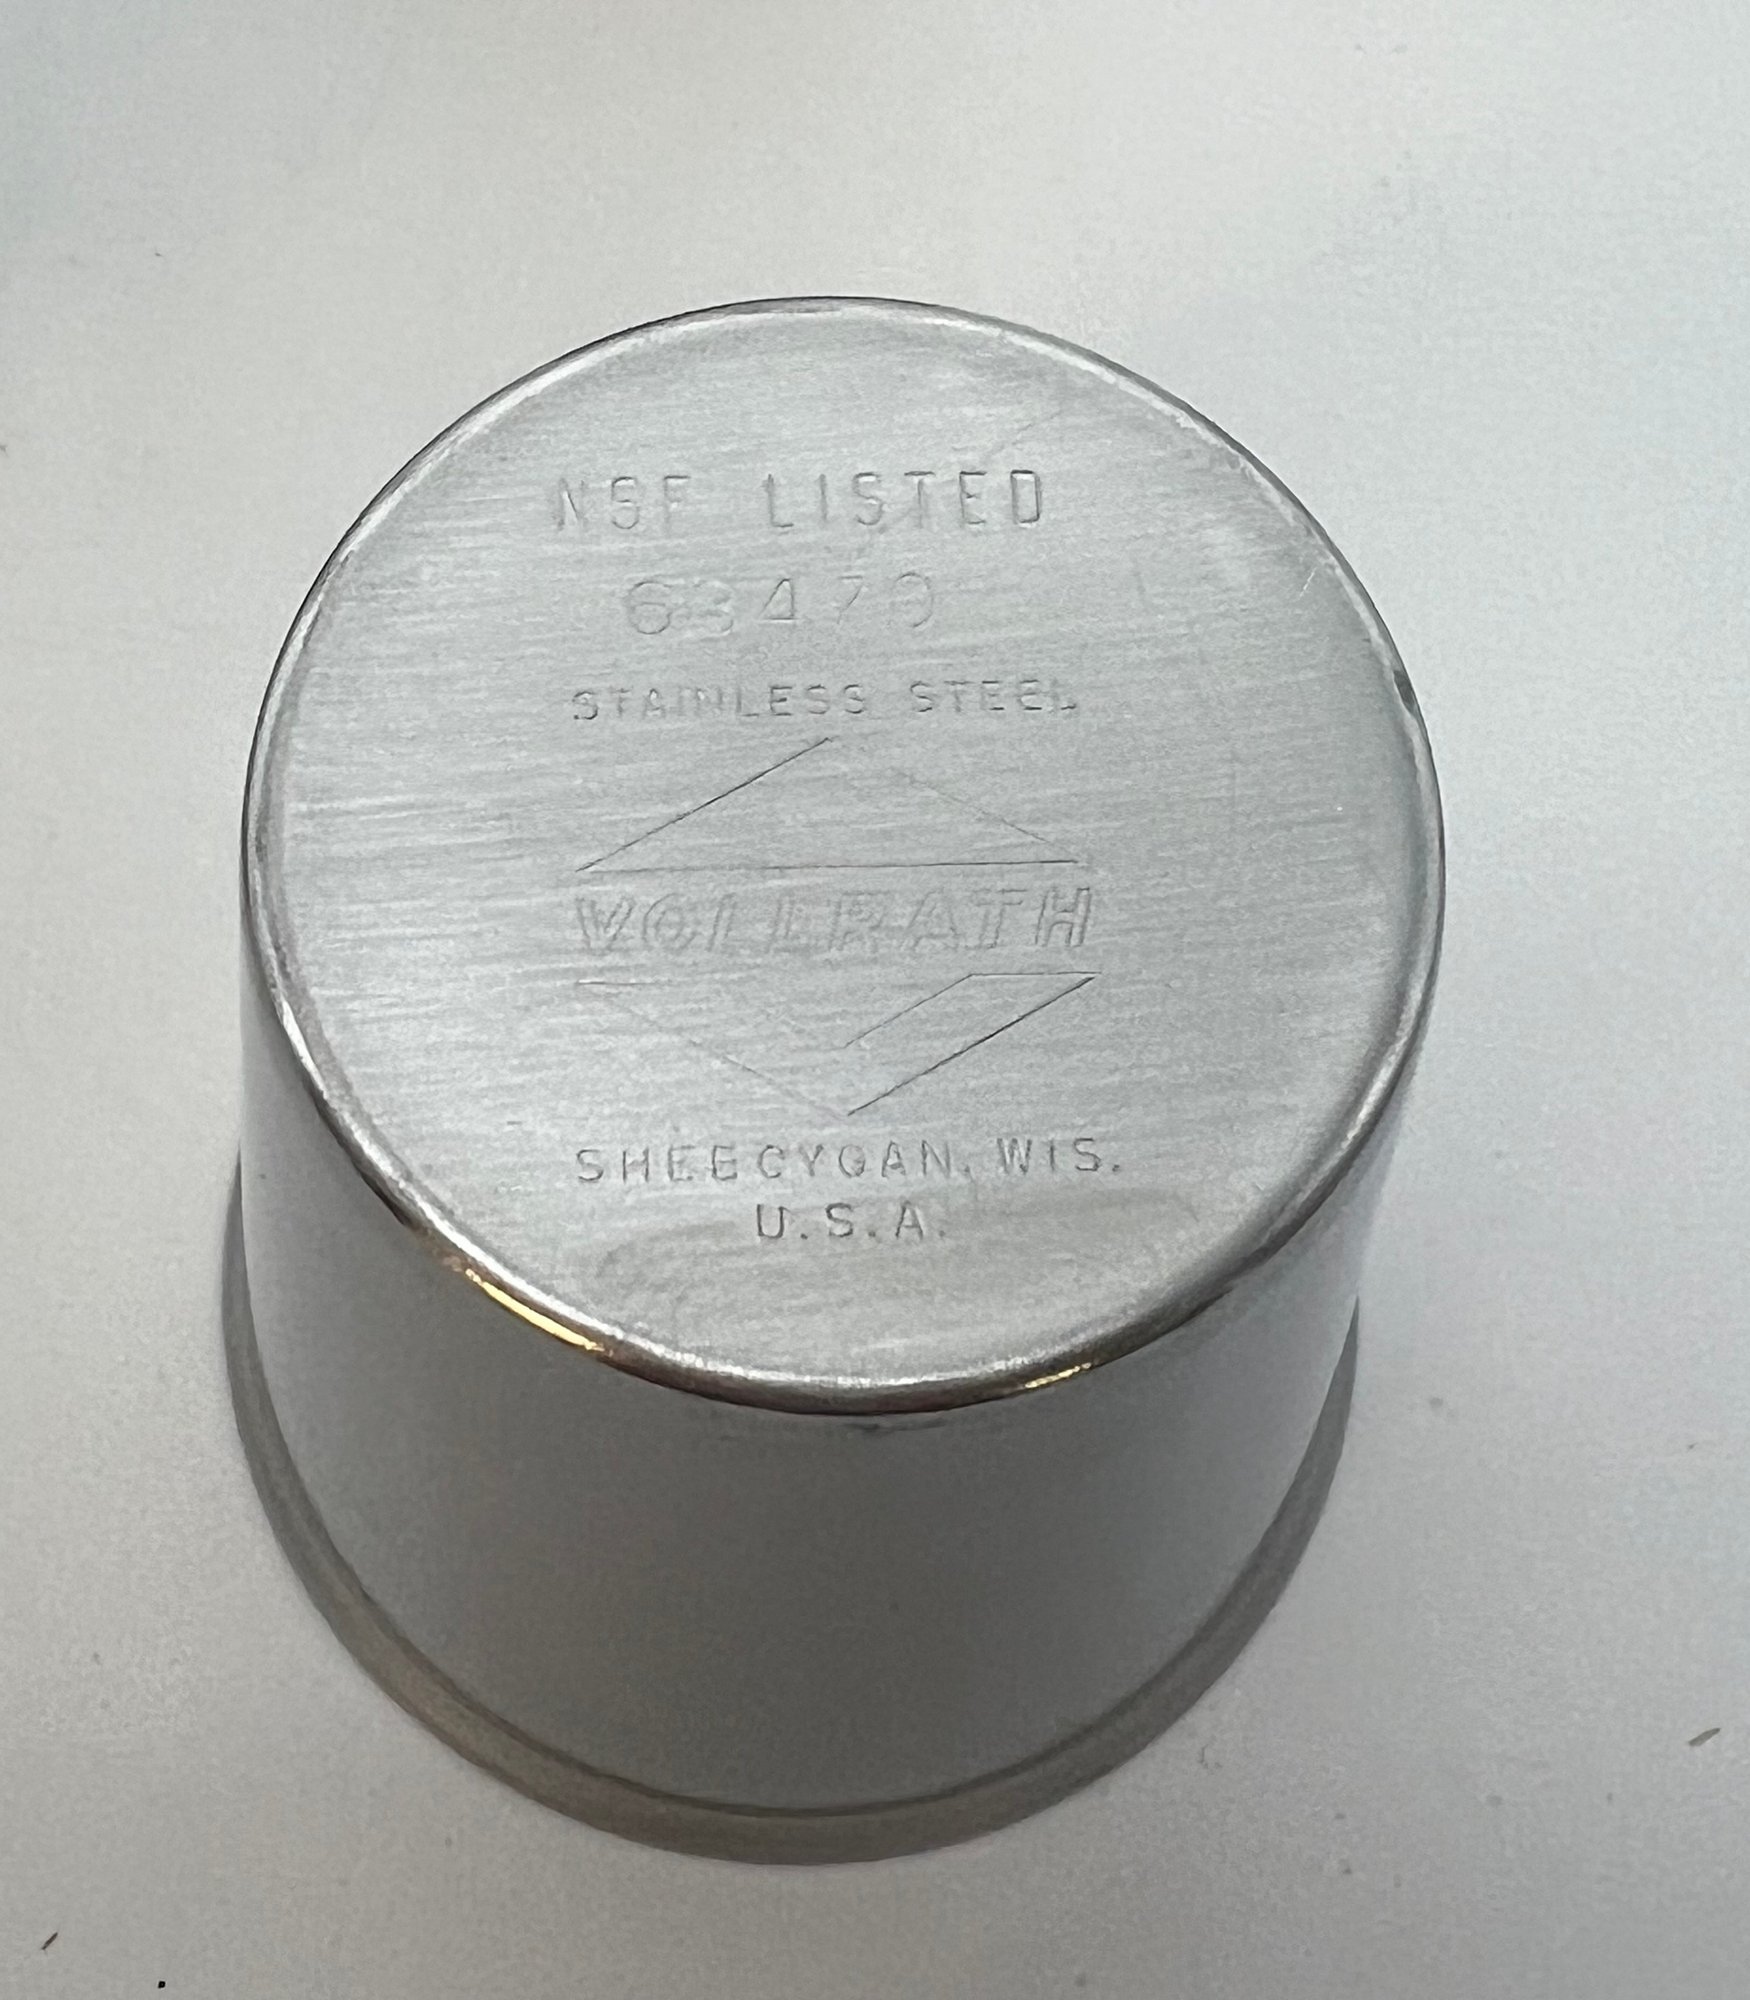 NSF LISTED
63470
STAINLESS STEEL
VOLLRATH
SHEBOYGAN, WIS.
U.S.A.